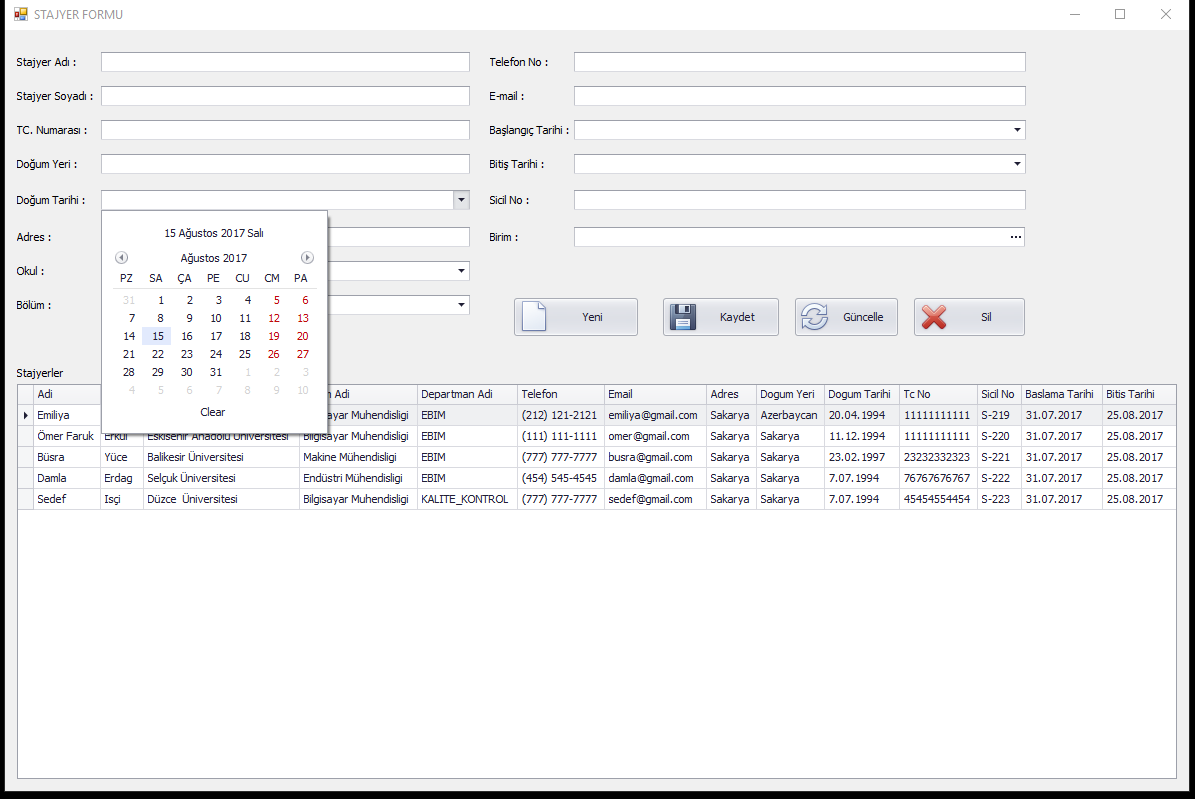 STAJYER FORMU
Stajyer Adı : Telefon No :
Stajyer Soyadı : E-mail :
TC. Numarası : Başlangıç Tarihi :
Doğum Yeri : Bitiş Tarihi :
Doğum Tarihi : Sicil No :
Adres : Birim : ...
Okul :
Bölüm :
15 Ağustos 2017 Salı
Ağustos 2017
PZ SA ÇA PE CU CM PA
31 1 2 3 4 5 6
7 8 9 10 11 12 13
14 15 16 17 18 19 20
21 22 23 24 25 26 27
28 29 30 31 1 2 3
4 5 6 7 8 9 10
Clear
Yeni Kaydet Güncelle Sil
Stajyerler
Adi Adi Departman Adi Telefon Email Adres Dogum Yeri Dogum Tarihi Tc No Sicil No Baslama Tarihi Bitis Tarihi
Emiliya Muhendisligi EBIM (212) 121-2121 emiliya@gmail.com Sakarya Azerbaycan 20.04.1994 11111111111 S-219 31.07.2017 25.08.2017
Ömer Faruk Erkul Eskisehir Anadolu Üniversitesi Bilgisayar Muhendisligi EBIM (111) 111-1111 omer@gmail.com Sakarya Sakarya 11.12.1994 11111111111 S-220 31.07.2017 25.08.2017
Büsra Yüce Balikesir Üniversitesi Makine Mühendisligi EBIM (777) 777-7777 busra@gmail.com Sakarya Sakarya 23.02.1997 23232332323 S-221 31.07.2017 25.08.2017
Damla Erdag Selçuk Üniversitesi Endüstri Mühendisligi EBIM (454) 545-4545 damla@gmail.com Sakarya Sakarya 7.07.1994 76767676767 S-222 31.07.2017 25.08.2017
Sedef Isçi Düzce Üniversitesi Bilgisayar Muhendisligi KALITE_KONTROL (777) 777-7777 sedef@gmail.com Sakarya Sakarya 7.07.1994 45454554454 S-223 31.07.2017 25.08.2017